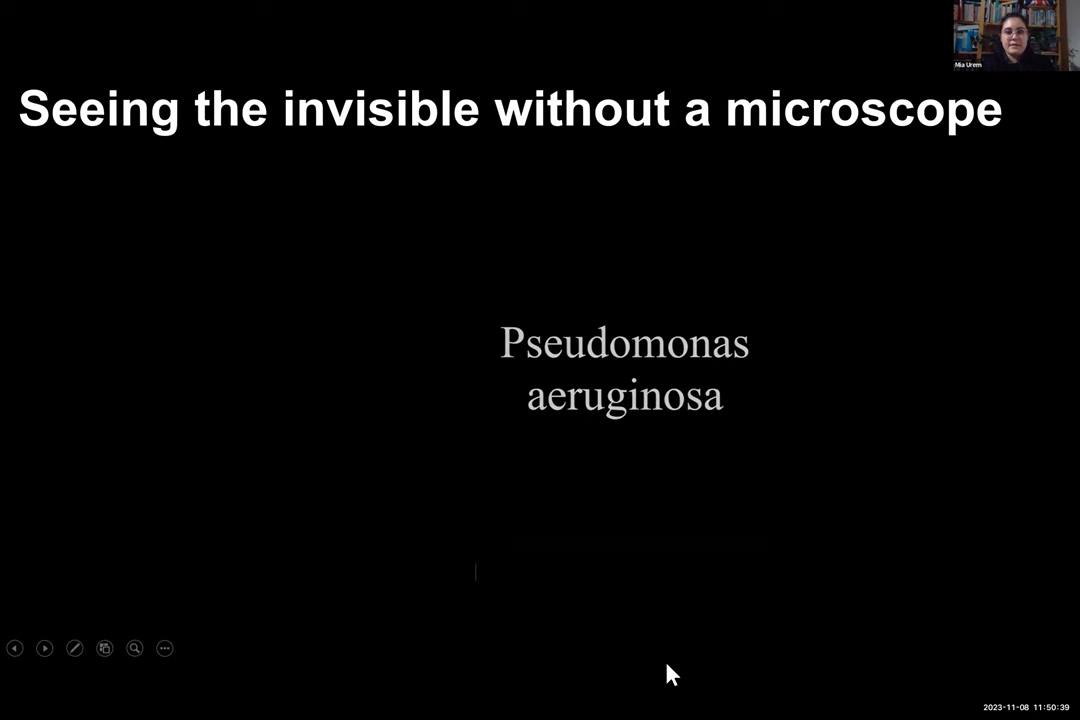 Mia Urem
Seeing the invisible without a microscope
Pseudomonas
aeruginosa
2023-11-08 11:50:39